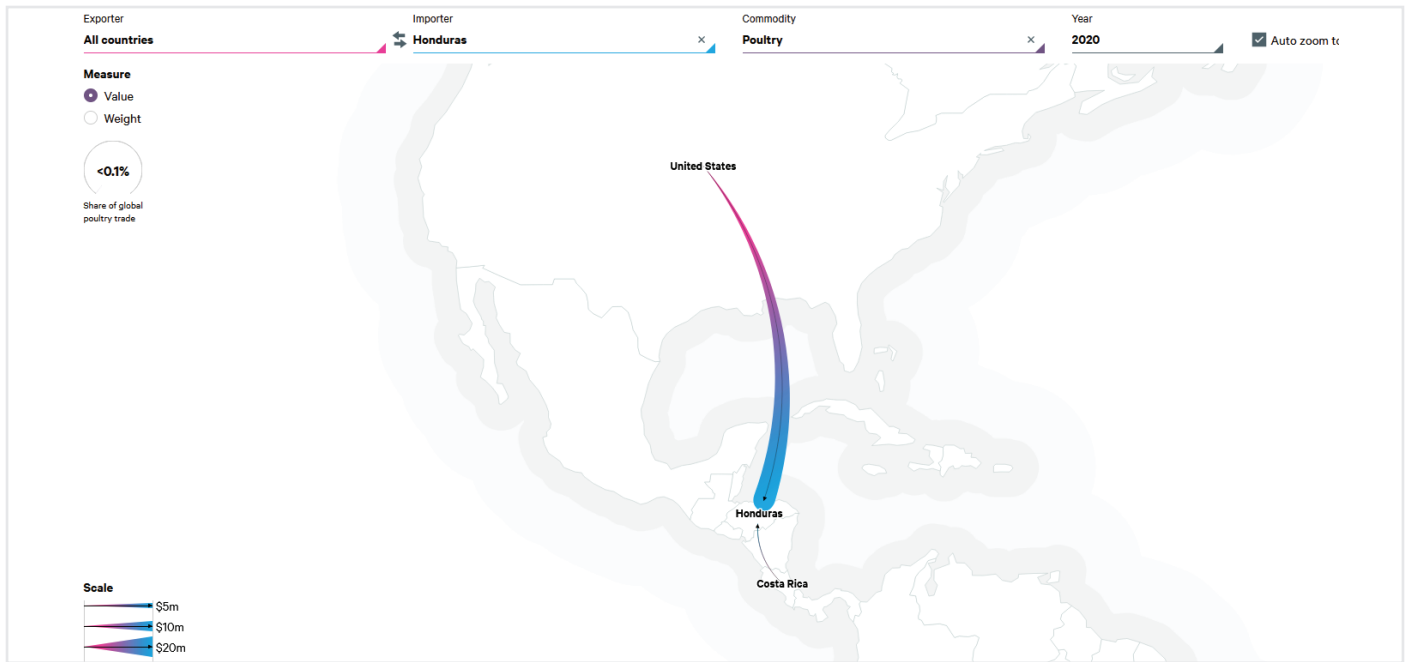 Exporter
Importer
Commodity
Year
All countries
Honduras ×
Poultry ×
2020
Auto zoom
Measure
Value
Weight
<0.1%
Share of global
poultry trade
United States
Honduras
Costa Rica
Scale
$5m
$10m
$20m